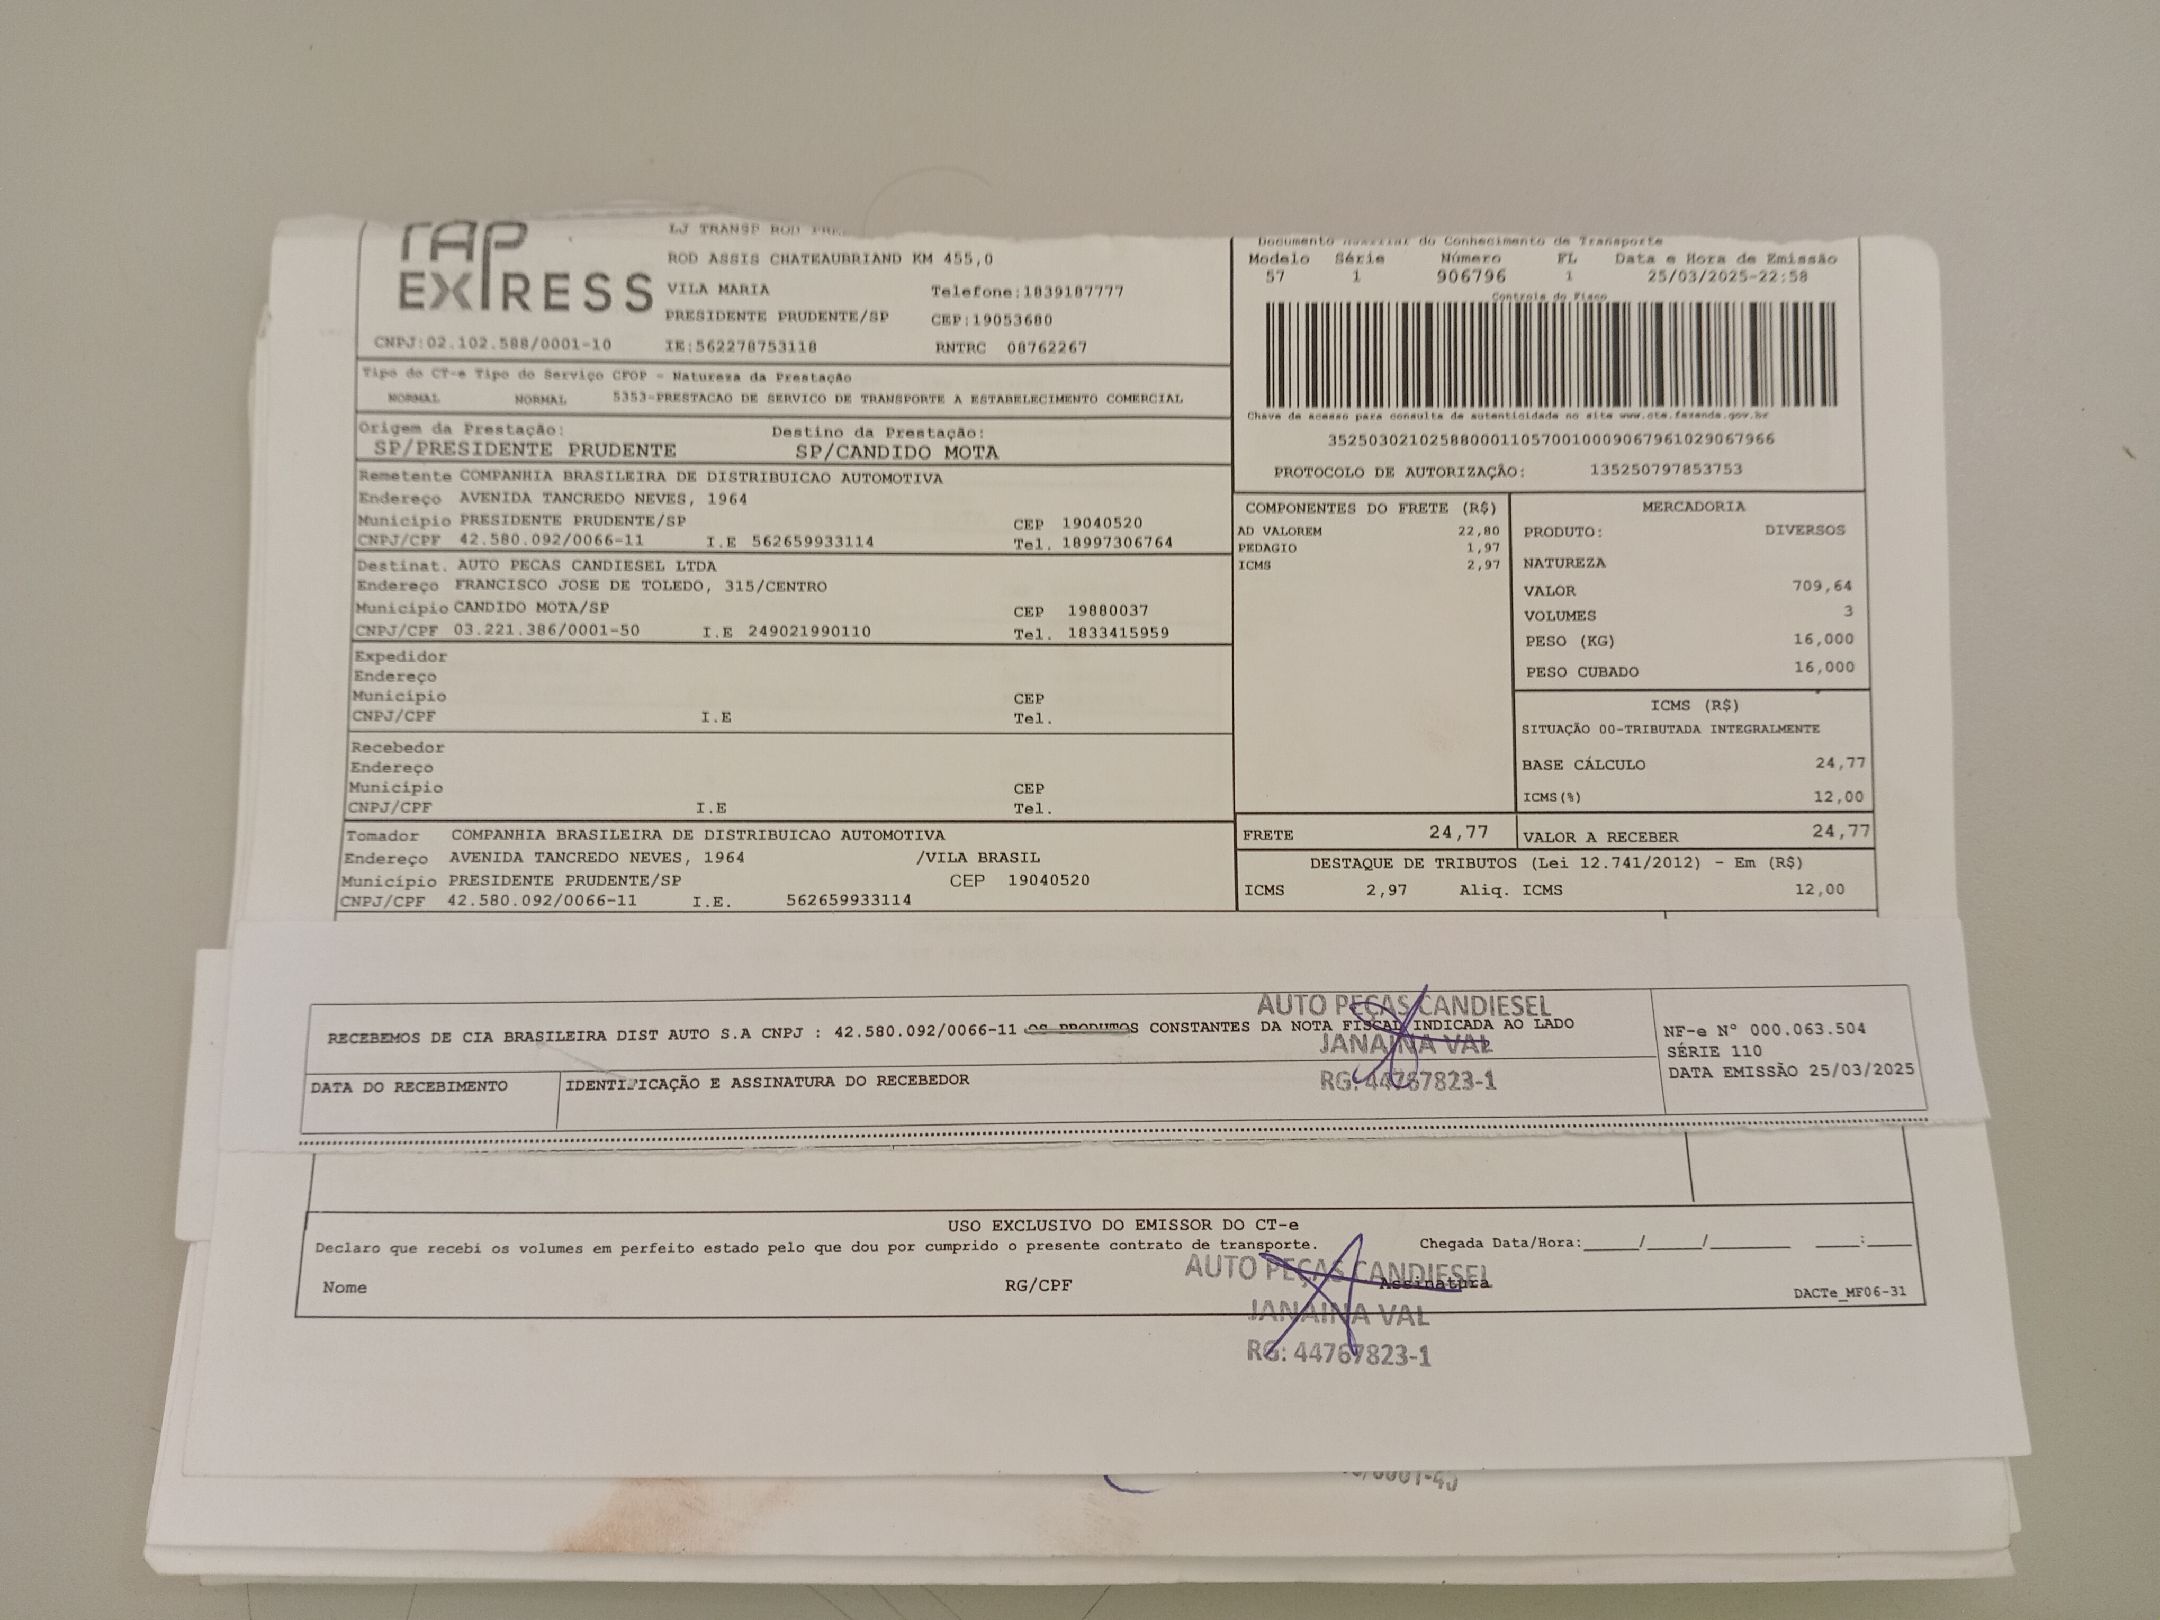 RAP
EXPRESS
LJ TRANSP ROD
ROD ASSIS CHATEAUBRIAND KM 455,0
VILA MARIA Telefone:1839187777
PRESIDENTE PRUDENTE/SP CEP:19053680
CNPJ:02.102.588/0001-10 IE:562278753118 RNTRC 08762267
Tipo do CT-e Tipo do Serviço CFOP - Natureza da Prestação
NORMAL NORMAL 5353-PRESTACAO DE SERVICO DE TRANSPORTE A ESTABELECIMENTO COMERCIAL
Origem da Prestação: Destino da Prestação:
SP/PRESIDENTE PRUDENTE SP/CANDIDO MOTA
Remetente COMPANHIA BRASILEIRA DE DISTRIBUICAO AUTOMOTIVA
Endereço AVENIDA TANCREDO NEVES, 1964
Município PRESIDENTE PRUDENTE/SP CEP 19040520
CNPJ/CPF 42.580.092/0066-11 I.E 562659933114 Tel. 18997306764
Destinat. AUTO PECAS CANDIESEL LTDA
Endereço FRANCISCO JOSE DE TOLEDO, 315/CENTRO
Município CANDIDO MOTA/SP CEP 19880037
CNPJ/CPF 03.221.386/0001-50 I.E 249021990110 Tel. 1833415959
Expedidor
Endereço
Município CEP
CNPJ/CPF I.E Tel.
Recebedor
Endereço
Município CEP
CNPJ/CPF I.E Tel.
Tomador COMPANHIA BRASILEIRA DE DISTRIBUICAO AUTOMOTIVA
Endereço AVENIDA TANCREDO NEVES, 1964 /VILA BRASIL
Município PRESIDENTE PRUDENTE/SP CEP 19040520
CNPJ/CPF 42.580.092/0066-11 I.E. 562659933114
Documento do Conhecimento de Transporte
Modelo Série Número FL Data e Hora de Emissão
57 1 906796 1 25/03/2025-22:58
Controle do Fisco
Chave de acesso para consulta de autenticidade no site www.cte.fazenda.gov.br
35250302102588000110570010009067961029067966
PROTOCOLO DE AUTORIZAÇÃO: 135250797853753
COMPONENTES DO FRETE (R$)
AD VALOREM 22,80
PEDAGIO 1,97
ICMS 2,97
MERCADORIA
PRODUTO: DIVERSOS
NATUREZA
VALOR 709,64
VOLUMES 3
PESO (KG) 16,000
PESO CUBADO 16,000
ICMS (R$)
SITUAÇÃO 00-TRIBUTADA INTEGRALMENTE
BASE CÁLCULO 24,77
ICMS(%) 12,00
FRETE 24,77 VALOR A RECEBER 24,77
DESTAQUE DE TRIBUTOS (Lei 12.741/2012) - Em (R$)
ICMS 2,97 Aliq. ICMS 12,00
AUTO PEÇAS CANDIESEL
RECEBEMOS DE CIA BRASILEIRA DIST AUTO S.A CNPJ : 42.580.092/0066-11 OS PRODUTOS CONSTANTES DA NOTA FISCAL INDICADA AO LADO
JANAINA VAL
RG: 44767823-1
DATA DO RECEBIMENTO IDENTIFICAÇÃO E ASSINATURA DO RECEBEDOR
NF-e N° 000.063.504
SÉRIE 110
DATA EMISSÃO 25/03/2025
USO EXCLUSIVO DO EMISSOR DO CT-e
Declaro que recebi os volumes em perfeito estado pelo que dou por cumprido o presente contrato de transporte. Chegada Data/Hora:_____/_____/_______ ____:____
AUTO PEÇAS CANDIESEL
Nome RG/CPF Assinatura DACTe_MF06-31
JANAINA VAL
RG: 44767823-1